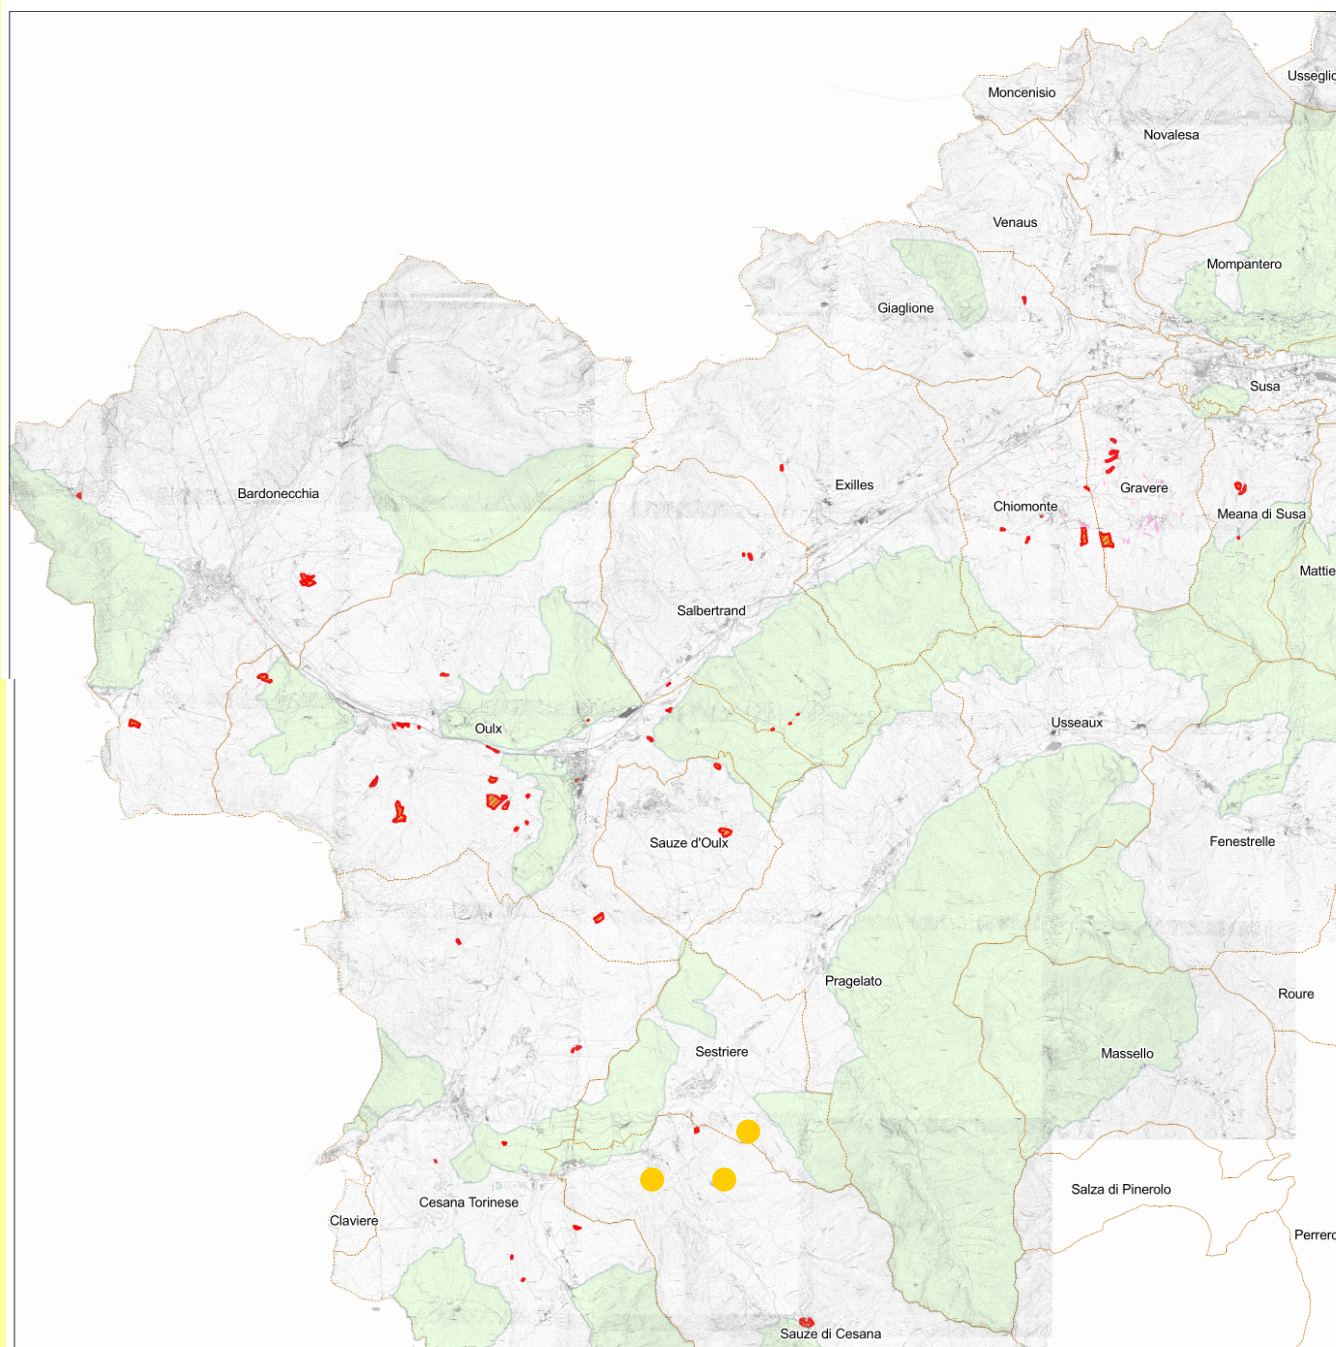 Usseglio
Moncenisio
Novalesa
Venaus
Mompantero
Giaglione
Susa
Bardonecchia
Exilles
Gravere
Chiomonte
Meana di Susa
Mattie
Salbertrand
Usseaux
Oulx
Sauze d'Oulx
Fenestrelle
Pragelato
Roure
Sestriere
Massello
Salza di Pinerolo
Cesana Torinese
Claviere
Perrero
Sauze di Cesana